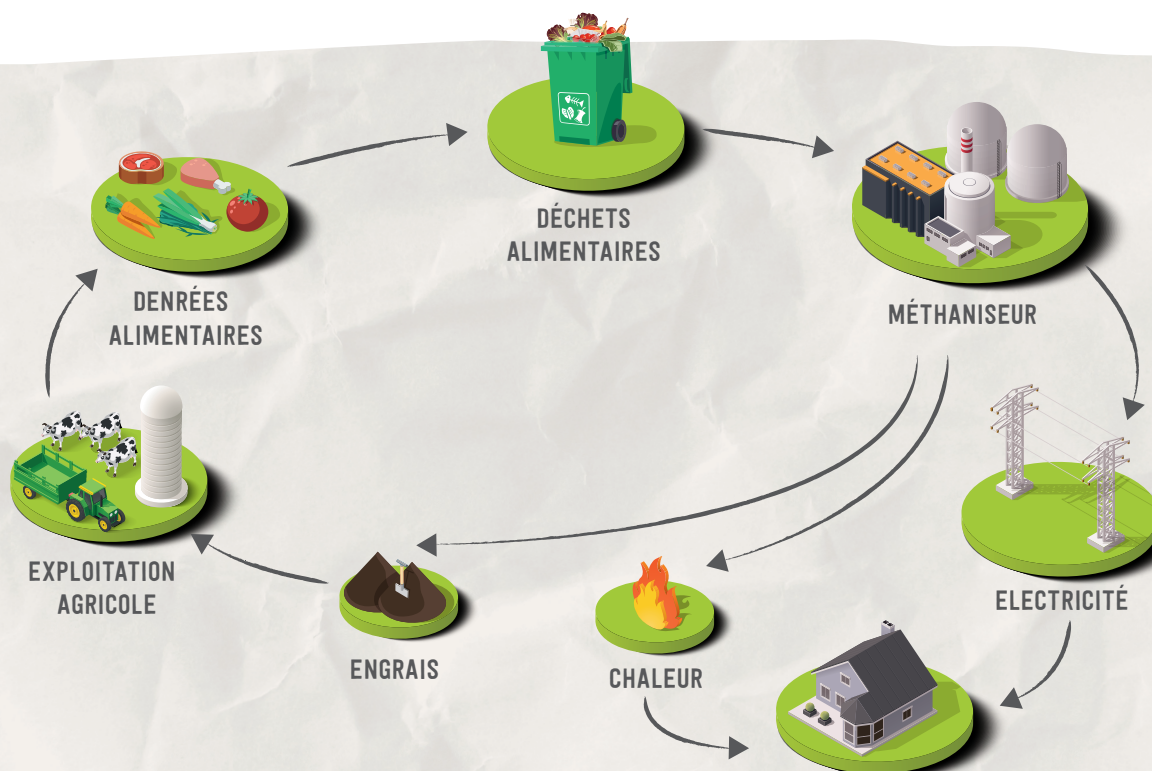 DÉCHETS
ALIMENTAIRES
DENRÉES
ALIMENTAIRES
MÉTHANISEUR
EXPLOITATION
AGRICOLE
ELECTRICITÉ
ENGRAIS
CHALEUR